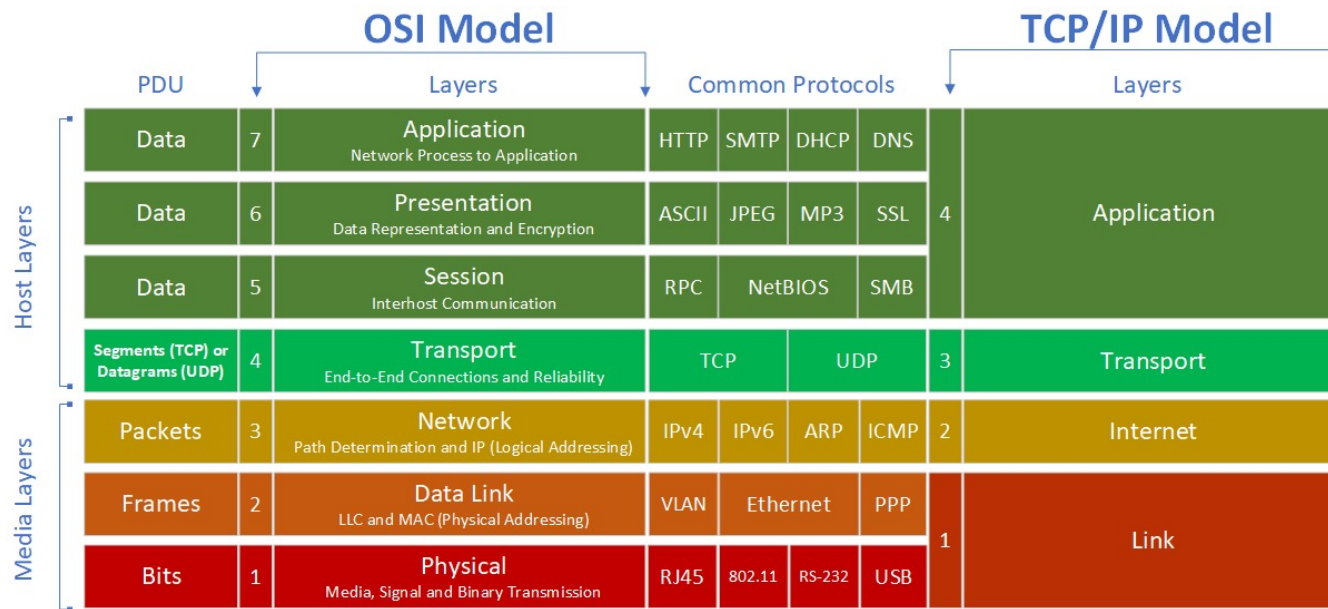 OSI Model
TCP/IP Model
PDU
Layers
Common Protocols
Layers
Host Layers
Data
7
Application
Network Process to Application
HTTP
SMTP
DHCP
DNS
Data
6
Presentation
Data Representation and Encryption
ASCII
JPEG
MP3
SSL
4
Application
Data
5
Session
Interhost Communication
RPC
NetBIOS
SMB
Segments (TCP) or
Datagrams (UDP)
4
Transport
End-to-End Connections and Reliability
TCP
UDP
3
Transport
Media Layers
Packets
3
Network
Path Determination and IP (Logical Addressing)
IPv4
IPv6
ARP
ICMP
2
Internet
Frames
2
Data Link
LLC and MAC (Physical Addressing)
VLAN
Ethernet
PPP
1
Link
Bits
1
Physical
Media, Signal and Binary Transmission
RJ45
802.11
RS-232
USB